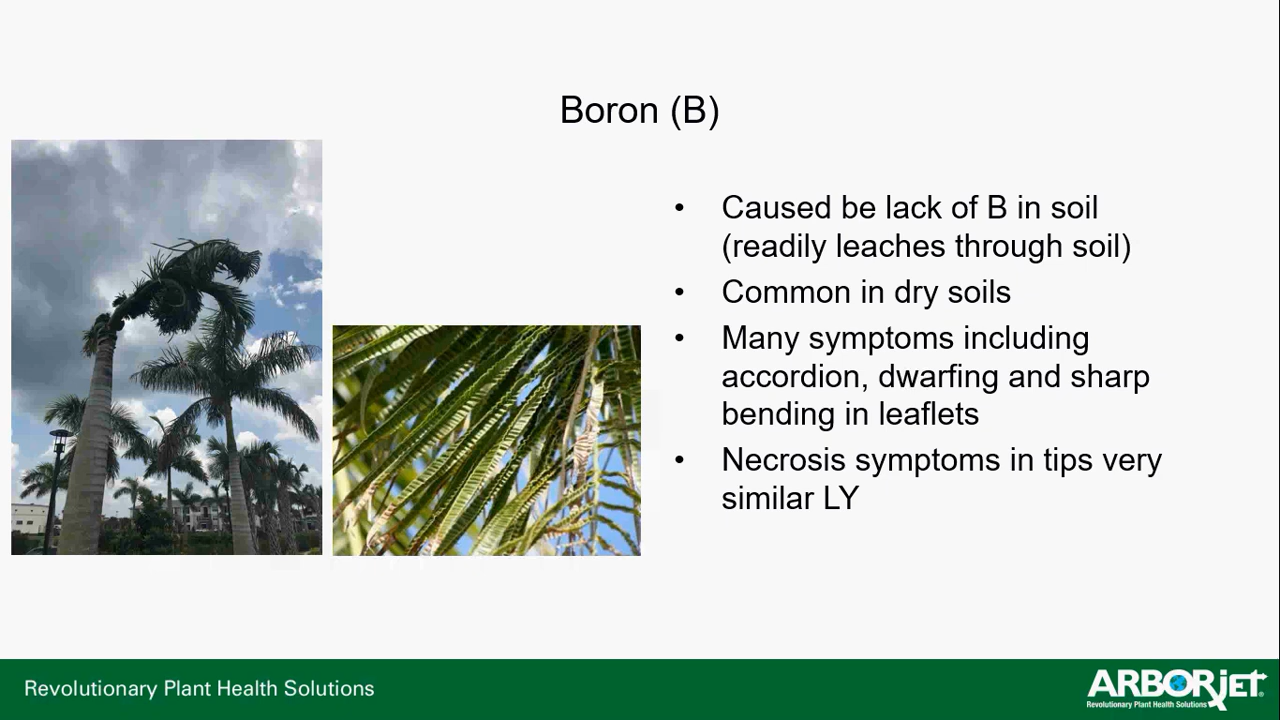 Boron (B)
• Caused be lack of B in soil
(readily leaches through soil)
• Common in dry soils
• Many symptoms including
accordion, dwarfing and sharp
bending in leaflets
• Necrosis symptoms in tips very
similar LY
Revolutionary Plant Health Solutions
ARBORjet®
Revolutionary Plant Health Solutions